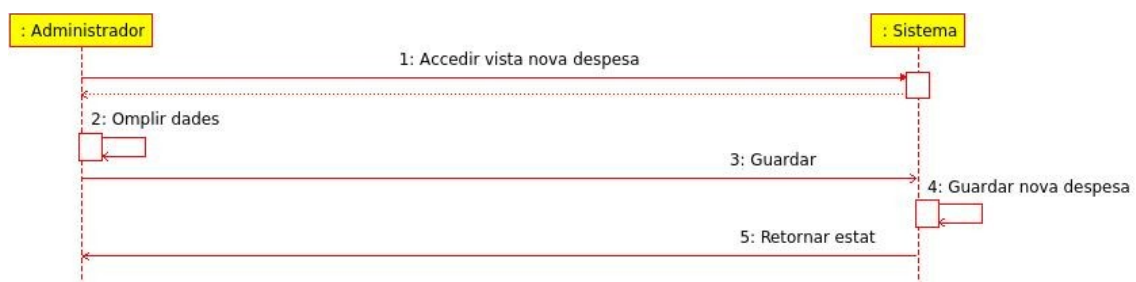 : Administrador
: Sistema
1: Accedir vista nova despesa
2: Omplir dades
3: Guardar
4: Guardar nova despesa
5: Retornar estat